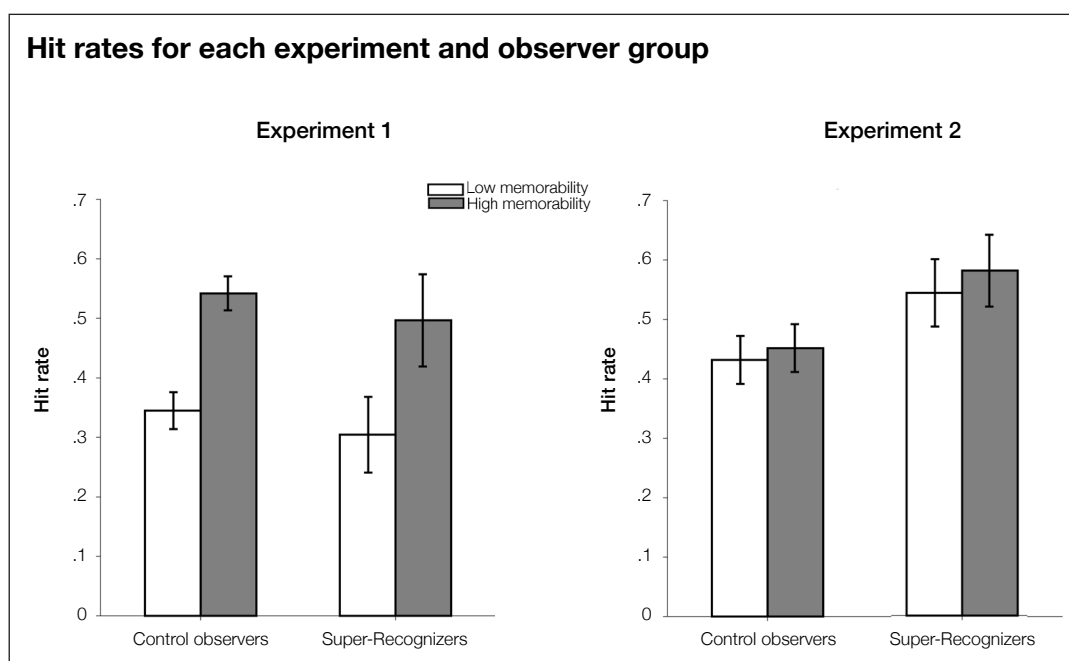 Hit rates for each experiment and observer group
Experiment 1
Experiment 2
Low memorability
High memorability
Hit rate
.7
.6
.5
.4
.3
.2
.1
0
Control observers
Super-Recognizers
Hit rate
.7
.6
.5
.4
.3
.2
.1
0
Control observers
Super-Recognizers